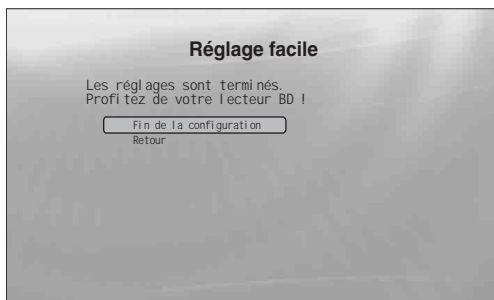 Réglage facile
Les réglages sont terminés.
Profitez de votre lecteur BD !
Fin de la configuration
Retour